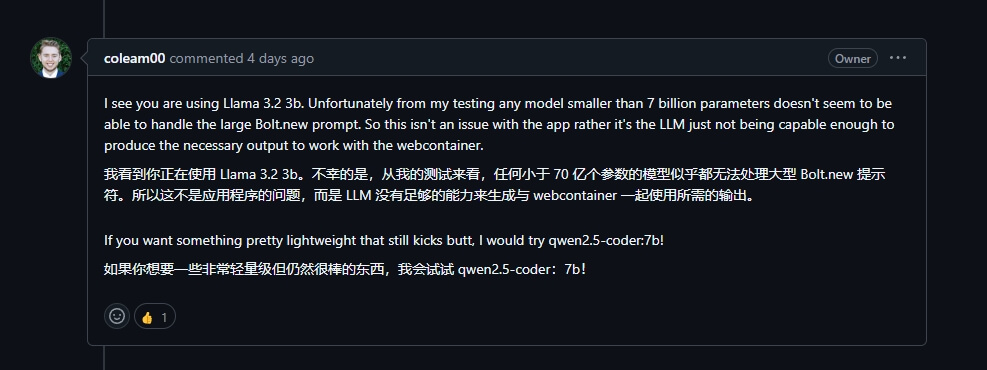 coleam00 commented 4 days ago
Owner
I see you are using Llama 3.2 3b. Unfortunately from my testing any model smaller than 7 billion parameters doesn't seem to be
able to handle the large Bolt.new prompt. So this isn't an issue with the app rather it's the LLM just not being capable enough to
produce the necessary output to work with the webcontainer.
我看到你正在使用 Llama 3.2 3b。不幸的是，从我的测试来看，任何小于 70 亿个参数的模型似乎都无法处理大型 Bolt.new 提示
符。所以这不是应用程序的问题，而是 LLM 没有足够的能力来生成与 webcontainer 一起使用所需的输出。
If you want something pretty lightweight that still kicks butt, I would try qwen2.5-coder:7b!
如果你想要一些非常轻量级但仍然很棒的东西，我会试试 qwen2.5-coder：7b！
👍 1